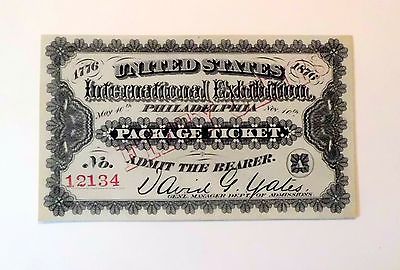 1776 UNITED STATES 1876
International Exhibition,
May 10th PHILADELPHIA Nov. 10th
PACKAGE TICKET.
No. ADMIT THE BEARER.
12134
David G. Yates
GENL. MANAGER DEPT. OF ADMISSIONS